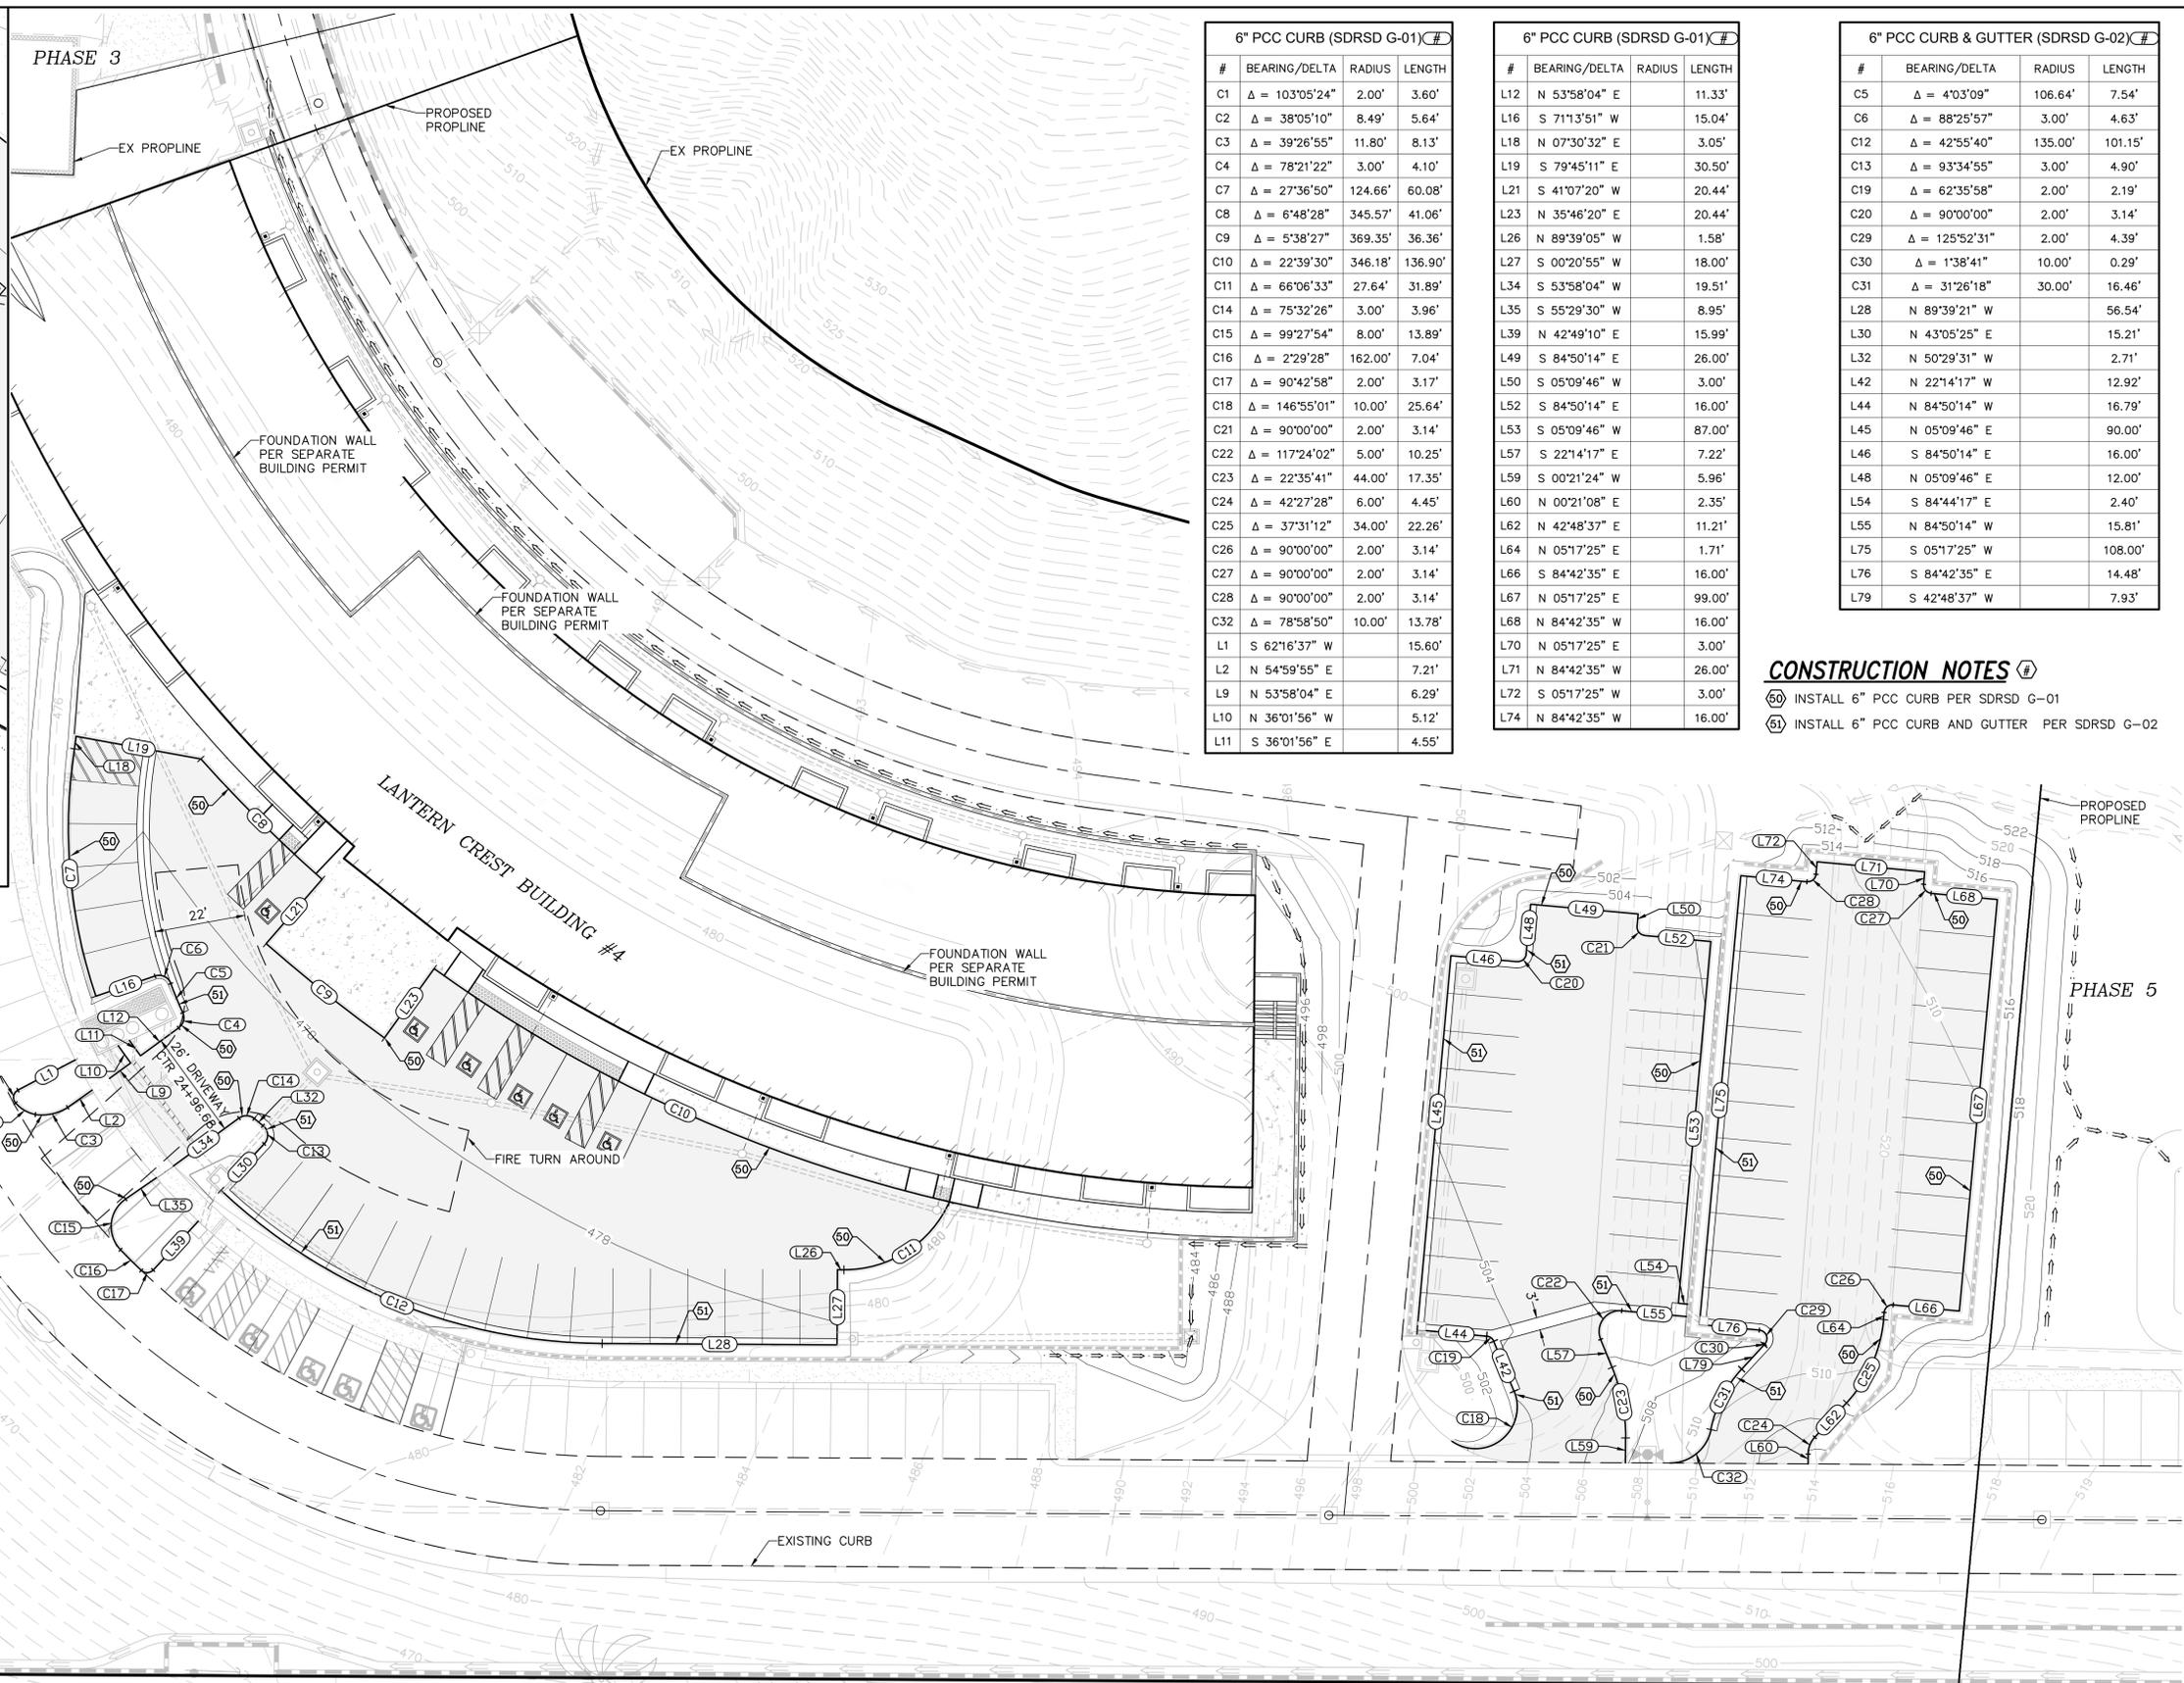 PHASE 3
EX PROPLINE
PROPOSED
PROPLINE
EX PROPLINE
FOUNDATION WALL
PER SEPARATE
BUILDING PERMIT
FOUNDATION WALL
PER SEPARATE
BUILDING PERMIT
FOUNDATION WALL
PER SEPARATE
BUILDING PERMIT
LANTERN CREST BUILDING #4
FIRE TURN AROUND
26' DRIVEWAY
CTR 24+96.6B
22'
3'
EXISTING CURB
PROPOSED
PROPLINE
PHASE 5
6" PCC CURB (SDRSD G-01) #
# BEARING/DELTA RADIUS LENGTH
C1 Δ = 103°05'24" 2.00' 3.60'
C2 Δ = 38°05'10" 8.49' 5.64'
C3 Δ = 39°26'55" 11.80' 8.13'
C4 Δ = 78°21'22" 3.00' 4.10'
C7 Δ = 27°36'50" 124.66' 60.08'
C8 Δ = 6°48'28" 345.57' 41.06'
C9 Δ = 5°38'27" 369.35' 36.36'
C10 Δ = 22°39'30" 346.18' 136.90'
C11 Δ = 66°06'33" 27.64' 31.89'
C14 Δ = 75°32'26" 3.00' 3.96'
C15 Δ = 99°27'54" 8.00' 13.89'
C16 Δ = 2°29'28" 162.00' 7.04'
C17 Δ = 90°42'58" 2.00' 3.17'
C18 Δ = 146°55'01" 10.00' 25.64'
C21 Δ = 90°00'00" 2.00' 3.14'
C22 Δ = 117°24'02" 5.00' 10.25'
C23 Δ = 22°35'41" 44.00' 17.35'
C24 Δ = 42°27'28" 6.00' 4.45'
C25 Δ = 37°31'12" 34.00' 22.26'
C26 Δ = 90°00'00" 2.00' 3.14'
C27 Δ = 90°00'00" 2.00' 3.14'
C28 Δ = 90°00'00" 2.00' 3.14'
C32 Δ = 78°58'50" 10.00' 13.78'
L1 S 62°16'37" W 15.60'
L2 N 54°59'55" E 7.21'
L9 N 53°58'04" E 6.29'
L10 N 36°01'56" W 5.12'
L11 S 36°01'56" E 4.55'
6" PCC CURB (SDRSD G-01) #
# BEARING/DELTA RADIUS LENGTH
L12 N 53°58'04" E 11.33'
L16 S 71°13'51" W 15.04'
L18 N 07°30'32" E 3.05'
L19 S 79°45'11" E 30.50'
L21 S 41°07'20" W 20.44'
L23 N 35°46'20" E 20.44'
L26 N 89°39'05" W 1.58'
L27 S 00°20'55" W 18.00'
L34 S 53°58'04" W 19.51'
L35 S 55°29'30" W 8.95'
L39 N 42°49'10" E 15.99'
L49 S 84°50'14" E 26.00'
L50 S 05°09'46" W 3.00'
L52 S 84°50'14" E 16.00'
L53 S 05°09'46" W 87.00'
L57 S 22°14'17" E 7.22'
L59 S 00°21'24" W 5.96'
L60 N 00°21'08" E 2.35'
L62 N 42°48'37" E 11.21'
L64 N 05°17'25" E 1.71'
L66 S 84°42'35" E 16.00'
L67 N 05°17'25" E 99.00'
L68 N 84°42'35" W 16.00'
L70 N 05°17'25" E 3.00'
L71 N 84°42'35" W 26.00'
L72 S 05°17'25" W 3.00'
L74 N 84°42'35" W 16.00'
6" PCC CURB & GUTTER (SDRSD G-02) #
# BEARING/DELTA RADIUS LENGTH
C5 Δ = 4°03'09" 106.64' 7.54'
C6 Δ = 88°25'57" 3.00' 4.63'
C12 Δ = 42°55'40" 135.00' 101.15'
C13 Δ = 93°34'55" 3.00' 4.90'
C19 Δ = 62°35'58" 2.00' 2.19'
C20 Δ = 90°00'00" 2.00' 3.14'
C29 Δ = 125°52'31" 2.00' 4.39'
C30 Δ = 1°38'41" 10.00' 0.29'
C31 Δ = 31°26'18" 30.00' 16.46'
L28 N 89°39'21" W 56.54'
L30 N 43°05'25" E 15.21'
L32 N 50°29'31" W 2.71'
L42 N 22°14'17" W 12.92'
L44 N 84°50'14" W 16.79'
L45 N 05°09'46" E 90.00'
L46 S 84°50'14" E 16.00'
L48 N 05°09'46" E 12.00'
L54 S 84°44'17" E 2.40'
L55 N 84°50'14" W 15.81'
L75 S 05°17'25" W 108.00'
L76 S 84°42'35" E 14.48'
L79 S 42°48'37" W 7.93'
CONSTRUCTION NOTES #
50 INSTALL 6" PCC CURB PER SDRSD G-01
51 INSTALL 6" PCC CURB AND GUTTER PER SDRSD G-02